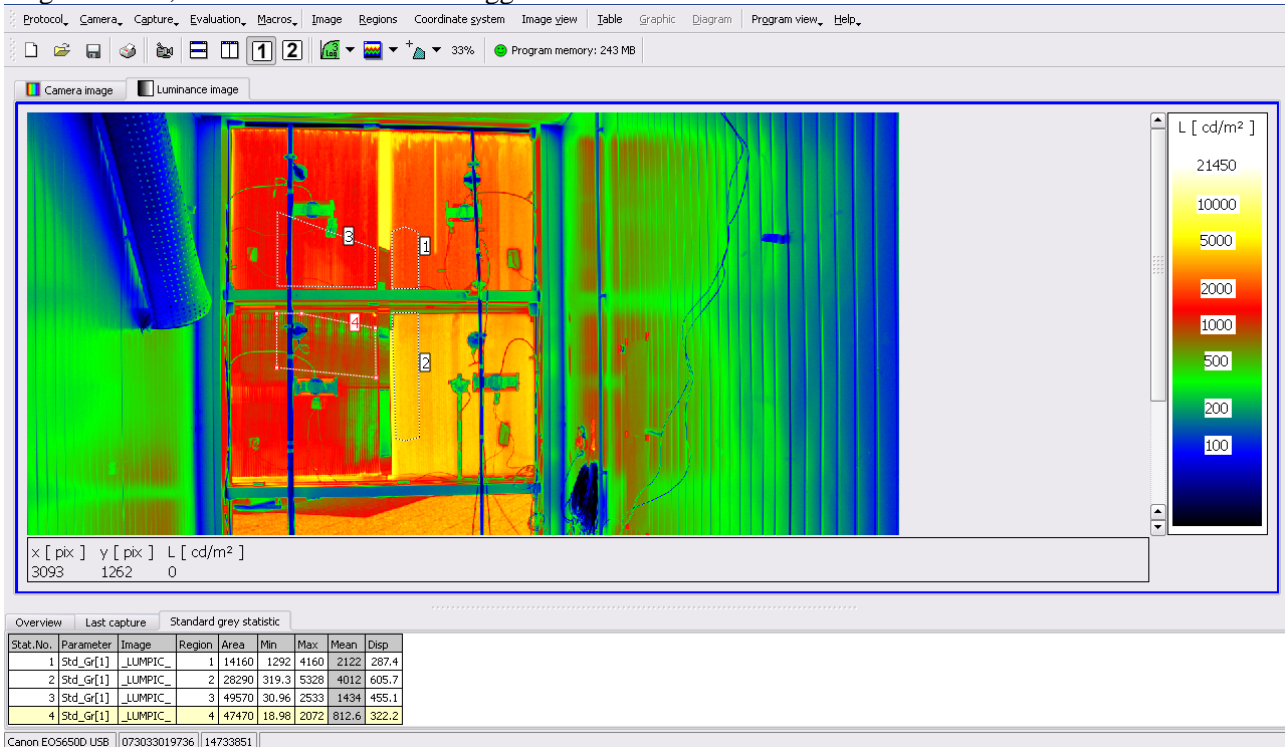 Protocol Camera Capture Evaluation Macros Image Regions Coordinate system Image view Table Graphic Diagram Program view Help
1 2 Log 33% Program memory: 243 MB
Camera image Luminance image
L [ cd/m² ]
21450
10000
5000
2000
1000
500
200
100
3 1
4
2
x [ pix ] y [ pix ] L [ cd/m² ]
3093 1262 0
Overview Last capture Standard grey statistic
Stat.No. Parameter Image Region Area Min Max Mean Disp
1 Std_Gr[1] _LUMPIC_ 1 14160 1292 4160 2122 287.4
2 Std_Gr[1] _LUMPIC_ 2 28290 319.3 5328 4012 605.7
3 Std_Gr[1] _LUMPIC_ 3 49570 30.96 2533 1434 455.1
4 Std_Gr[1] _LUMPIC_ 4 47470 18.98 2072 812.6 322.2
Canon EOS650D USB 073033019736 14733851